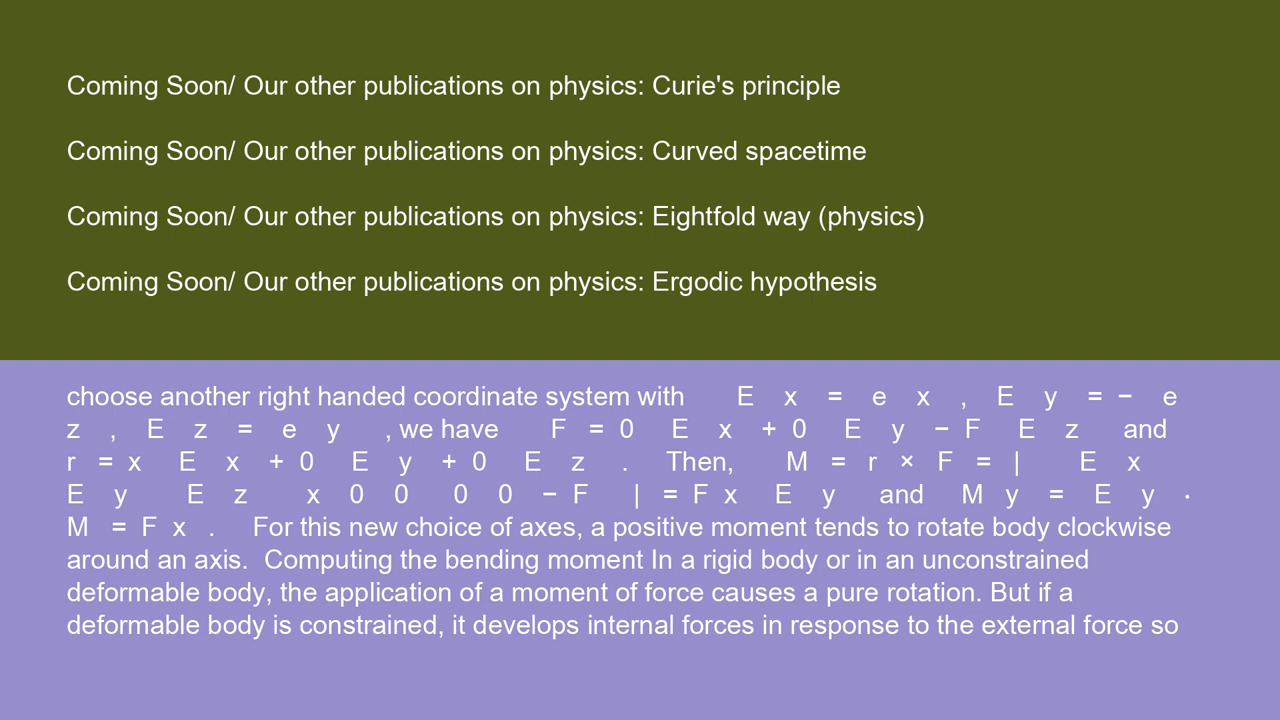 Coming Soon/ Our other publications on physics: Curie's principle
Coming Soon/ Our other publications on physics: Curved spacetime
Coming Soon/ Our other publications on physics: Eightfold way (physics)
Coming Soon/ Our other publications on physics: Ergodic hypothesis
choose another right handed coordinate system with E x = e x , E y = − e
z , E z = e y , we have F = 0 E x + 0 E y − F E z and
r = x E x + 0 E y + 0 E z . Then, M = r × F = | E x
E y E z x 0 0 0 0 − F | = F x E y and M y = E y ⋅
M = F x . For this new choice of axes, a positive moment tends to rotate body clockwise
around an axis. Computing the bending moment In a rigid body or in an unconstrained
deformable body, the application of a moment of force causes a pure rotation. But if a
deformable body is constrained, it develops internal forces in response to the external force so